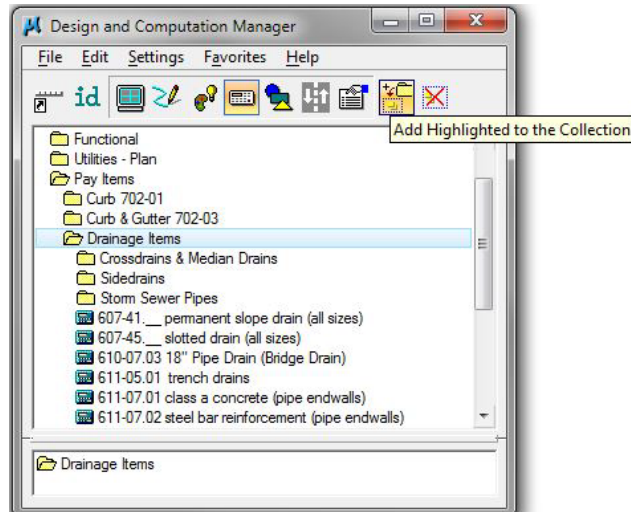 Design and Computation Manager
File Edit Settings Favorites Help
id
Add Highlighted to the Collection
Functional
Utilities - Plan
Pay Items
Curb 702-01
Curb & Gutter 702-03
Drainage Items
Crossdrains & Median Drains
Sidedrains
Storm Sewer Pipes
607-41.__ permanent slope drain (all sizes)
607-45.__ slotted drain (all sizes)
610-07.03 18" Pipe Drain (Bridge Drain)
611-05.01 trench drains
611-07.01 class a concrete (pipe endwalls)
611-07.02 steel bar reinforcement (pipe endwalls)
Drainage Items